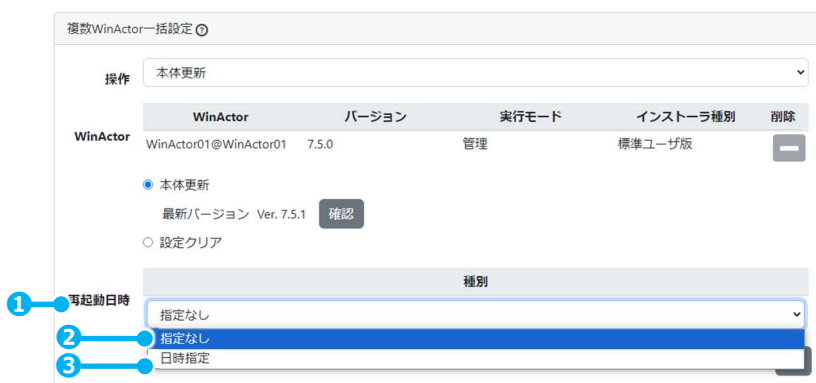 複数WinActor一括設定 ?
操作 本体更新
WinActor バージョン 実行モード インストーラ種別 削除
WinActor
WinActor01@WinActor01 7.5.0 管理 標準ユーザ版
本体更新
最新バージョン Ver. 7.5.1 確認
設定クリア
種別
1 再起動日時
指定なし
2 指定なし
3 日時指定